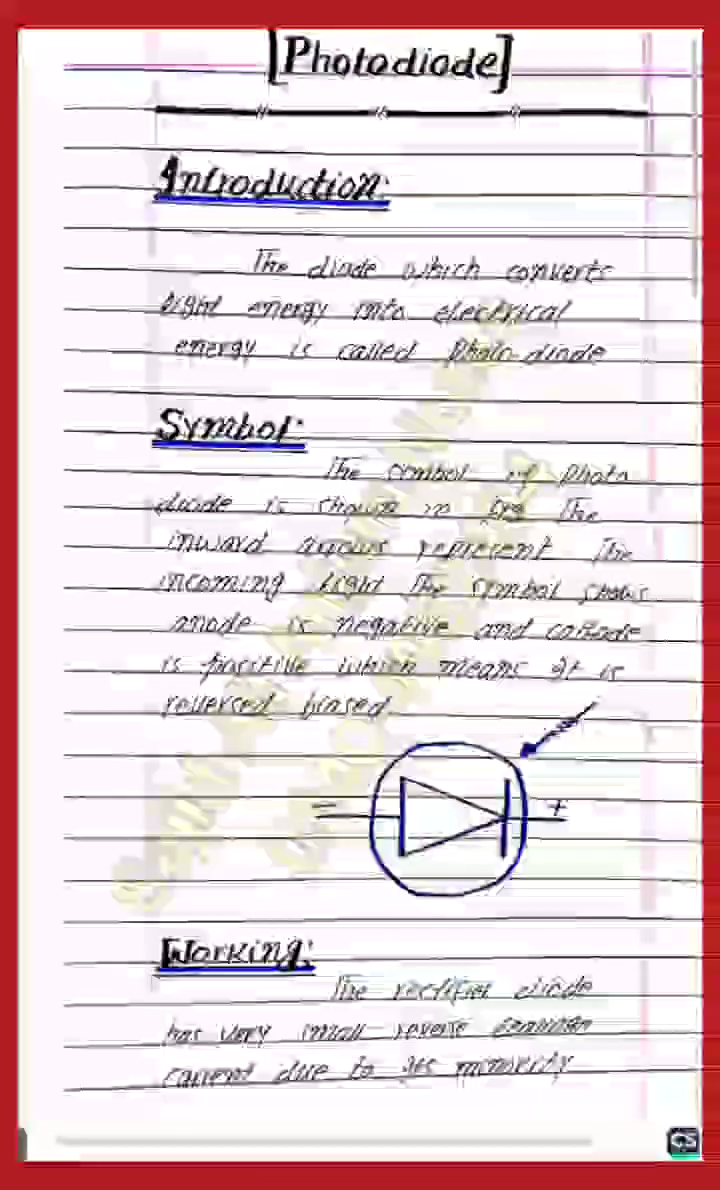 [Photodiode]
Introduction:
The diode which converts
light energy into electrical
energy is called Photo-diode
Symbol:
The symbol of Photo
diode is shown in fig The
inward arrows represent the
incoming light The symbol shows
anode is negative and cathode
is positive which means It is
reversed biased
- +
Working:
The rectifier diode
has very small reverse
current due to its minority
CS